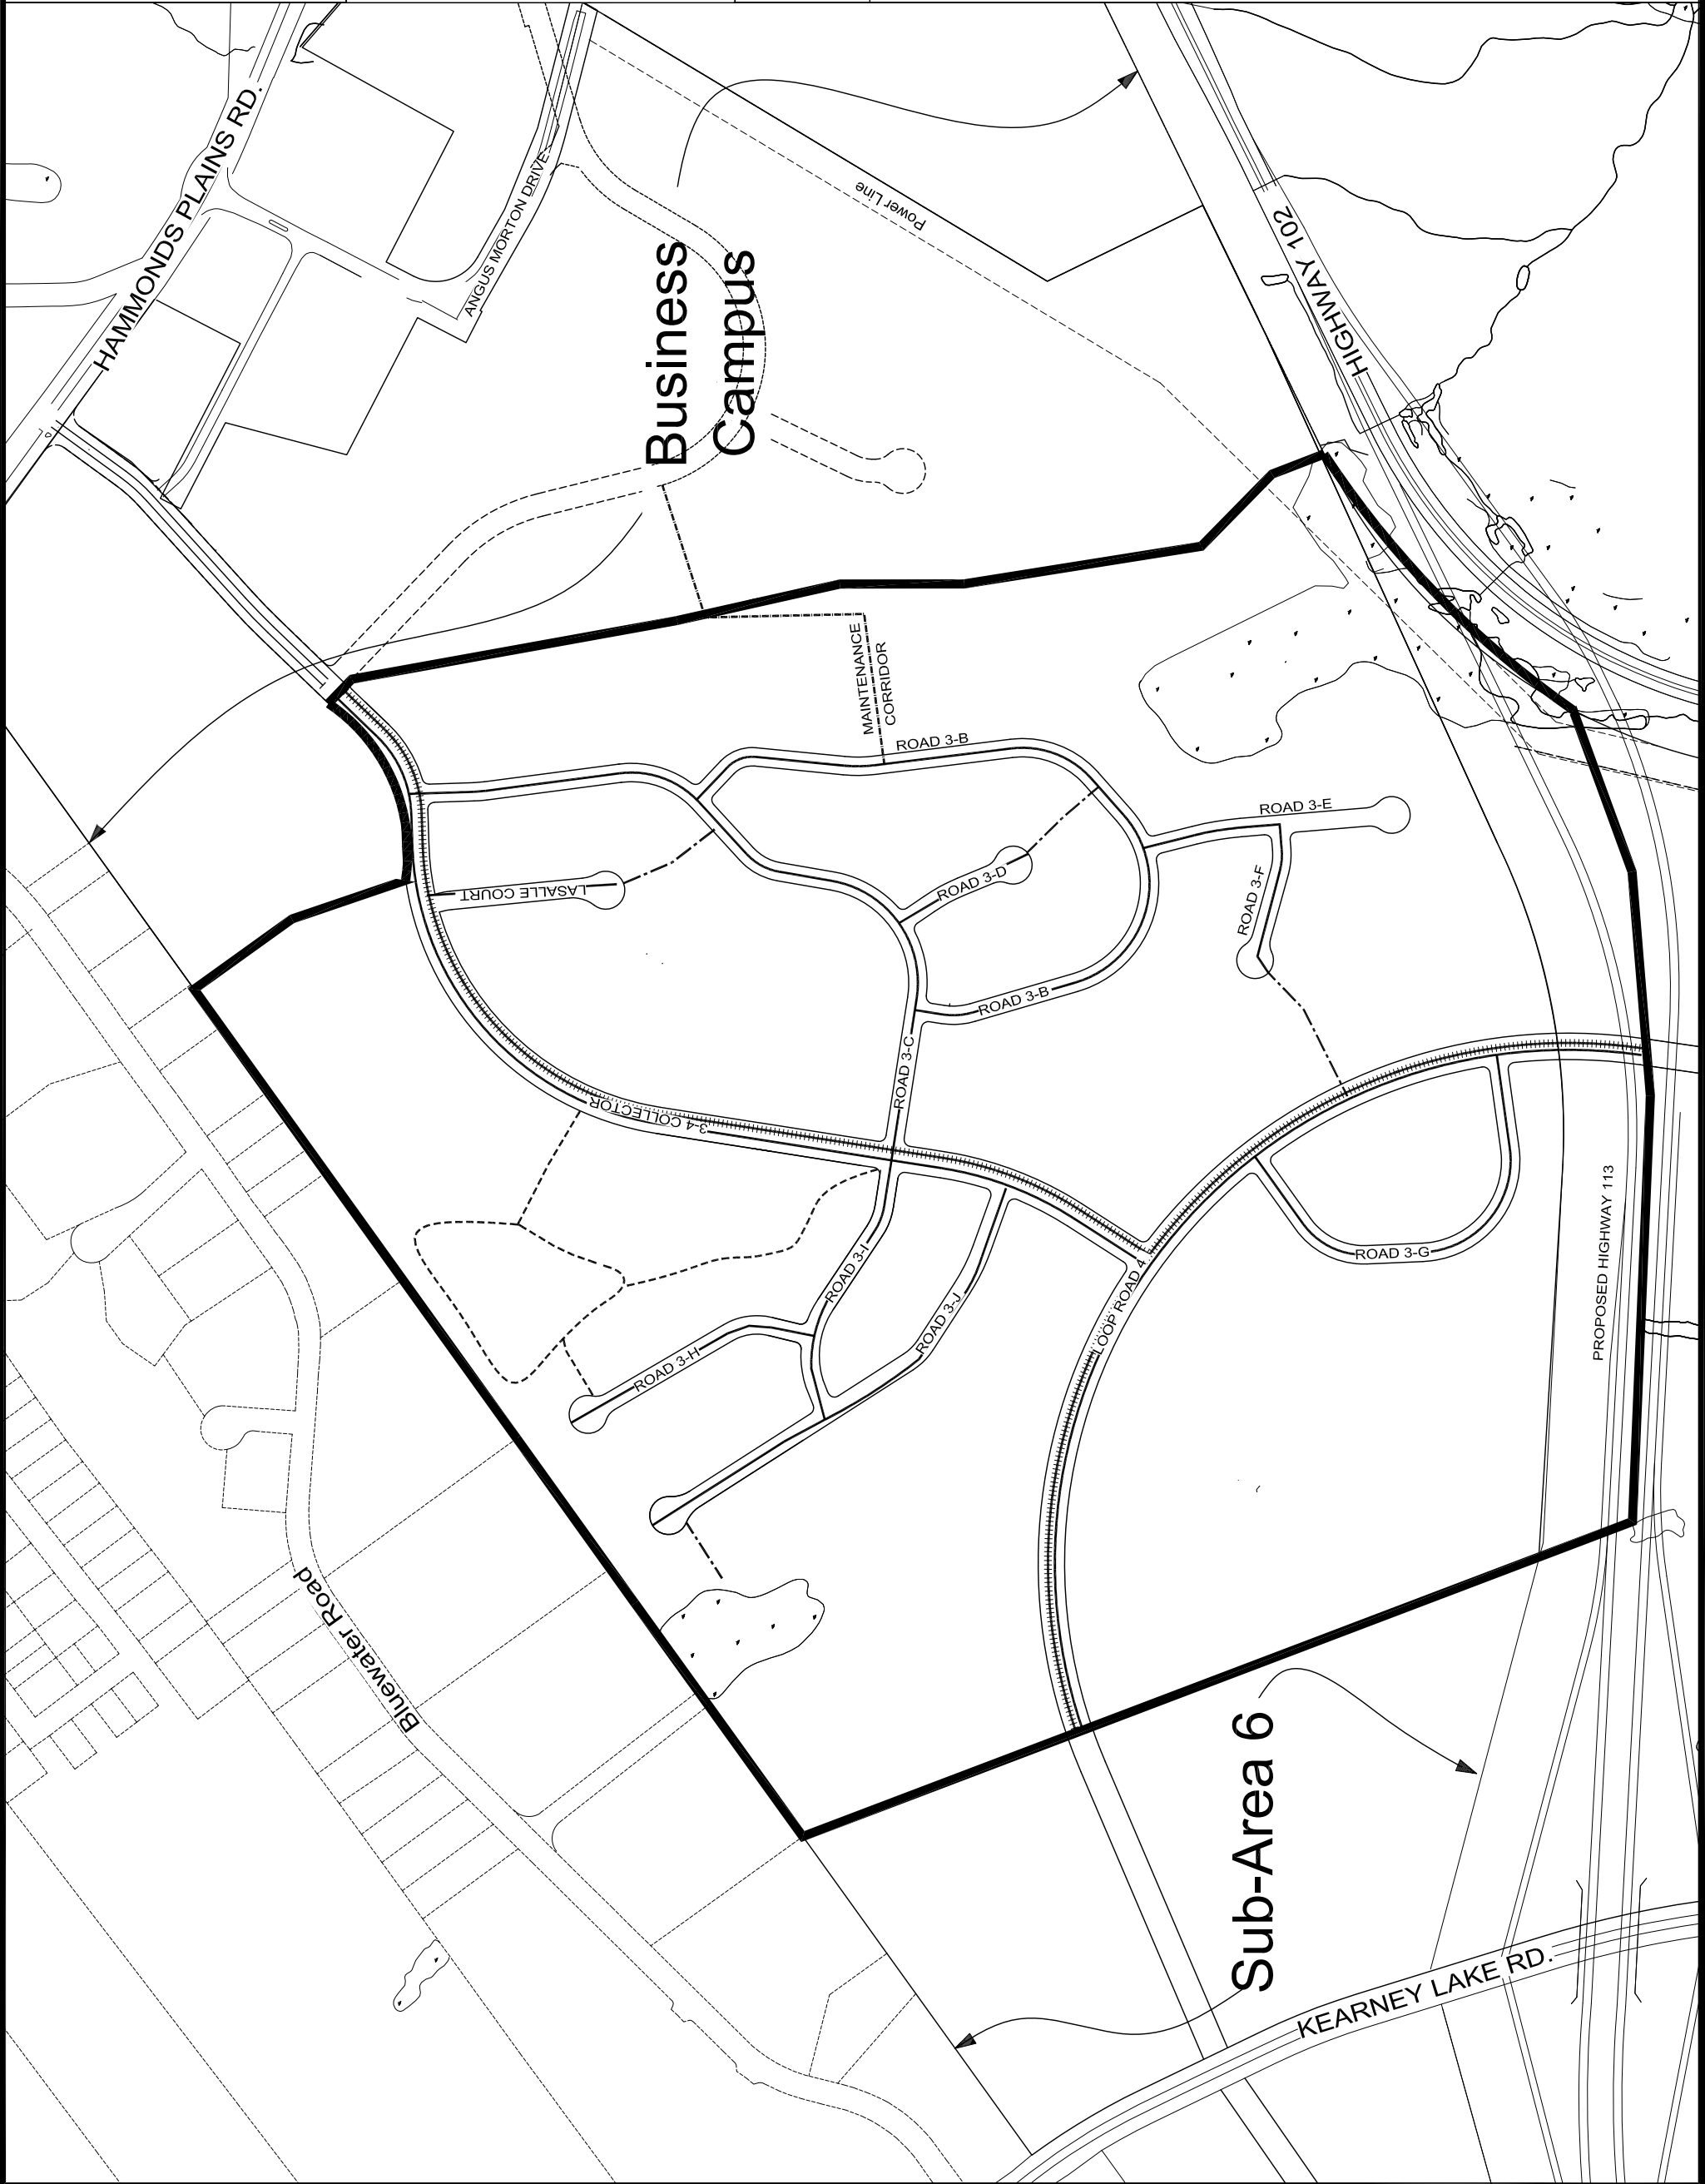 HAMMONDS PLAINS RD.
ANGUS MORTON DRIVE
Power Line
HIGHWAY 102
Business
Campus
MAINTENANCE
CORRIDOR
ROAD 3-B
ROAD 3-E
LASALLE COURT
ROAD 3-D
ROAD 3-F
ROAD 3-B
ROAD 3-C
3-4 COLLECTOR
ROAD 3-G
ROAD 3-I
ROAD 3-J
LOOP ROAD 4
PROPOSED HIGHWAY 113
ROAD 3-H
Bluewater Road
Sub-Area 6
KEARNEY LAKE RD.